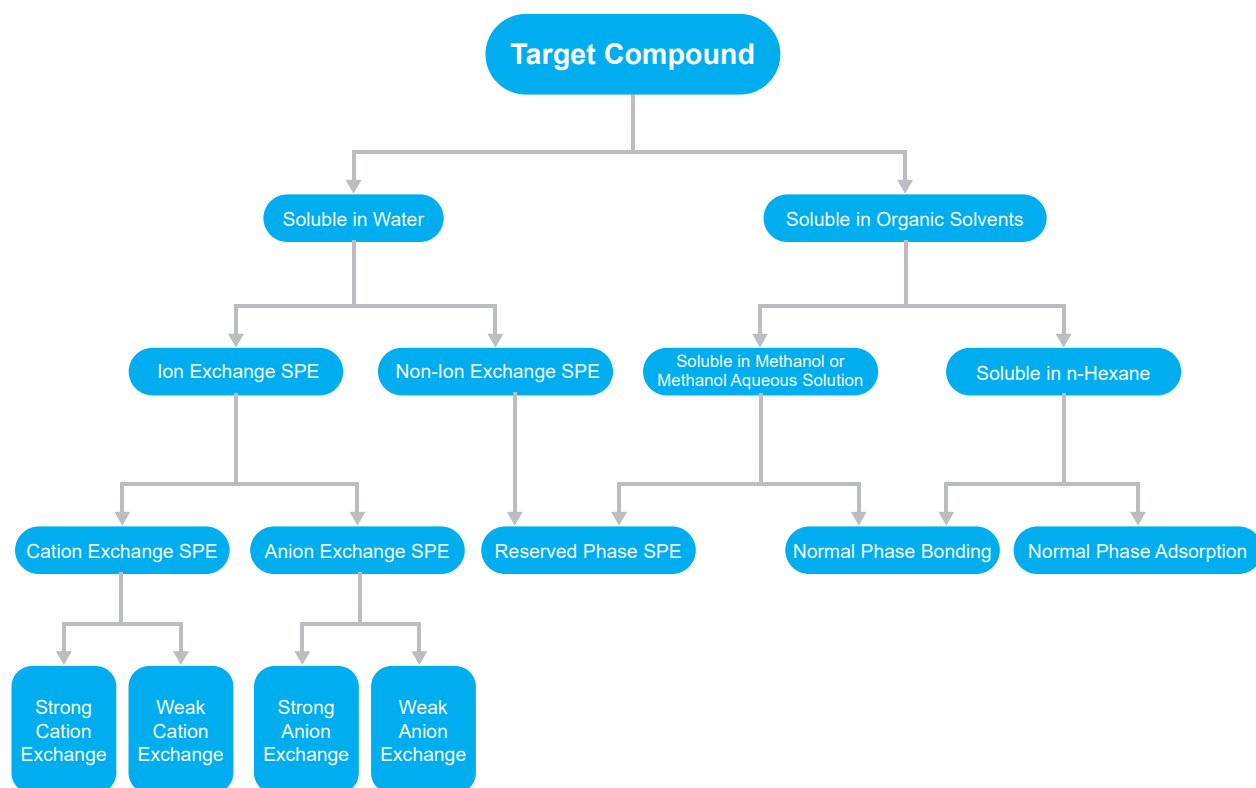 Target Compound
Soluble in Water
Soluble in Organic Solvents
Ion Exchange SPE
Non-Ion Exchange SPE
Soluble in Methanol or
Methanol Aqueous Solution
Soluble in n-Hexane
Cation Exchange SPE
Anion Exchange SPE
Reserved Phase SPE
Normal Phase Bonding
Normal Phase Adsorption
Strong
Cation
Exchange
Weak
Cation
Exchange
Strong
Anion
Exchange
Weak
Anion
Exchange